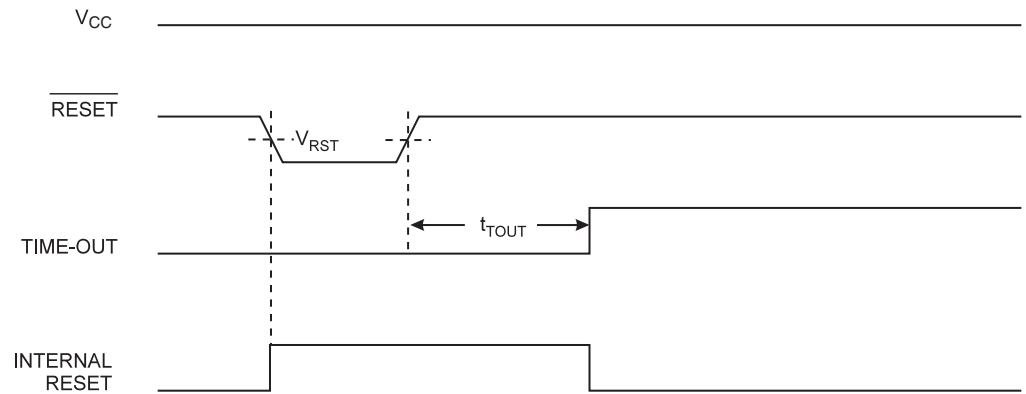 VCC
RESET
VRST
tTOUT
TIME-OUT
INTERNAL
RESET